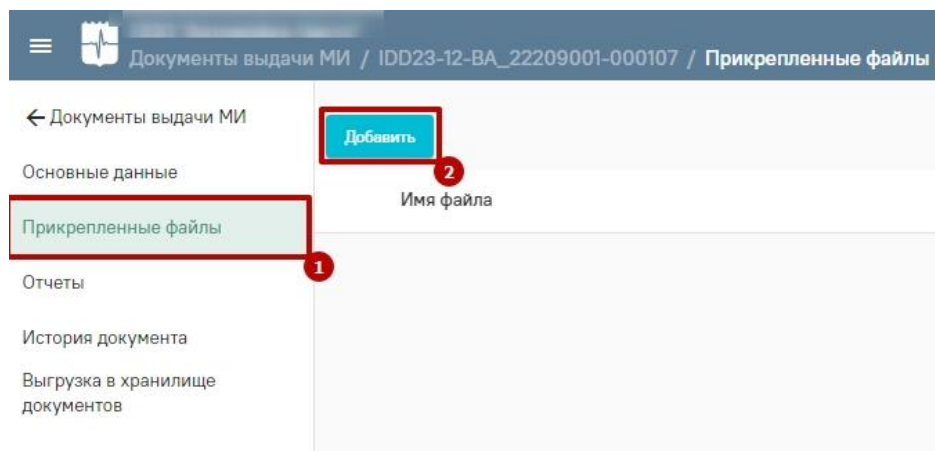 Документы выдачи МИ / IDD23-12-BA_22209001-000107 / Прикрепленные файлы
← Документы выдачи МИ
Добавить
2
Основные данные
Имя файла
Прикрепленные файлы
1
Отчеты
История документа
Выгрузка в хранилище
документов